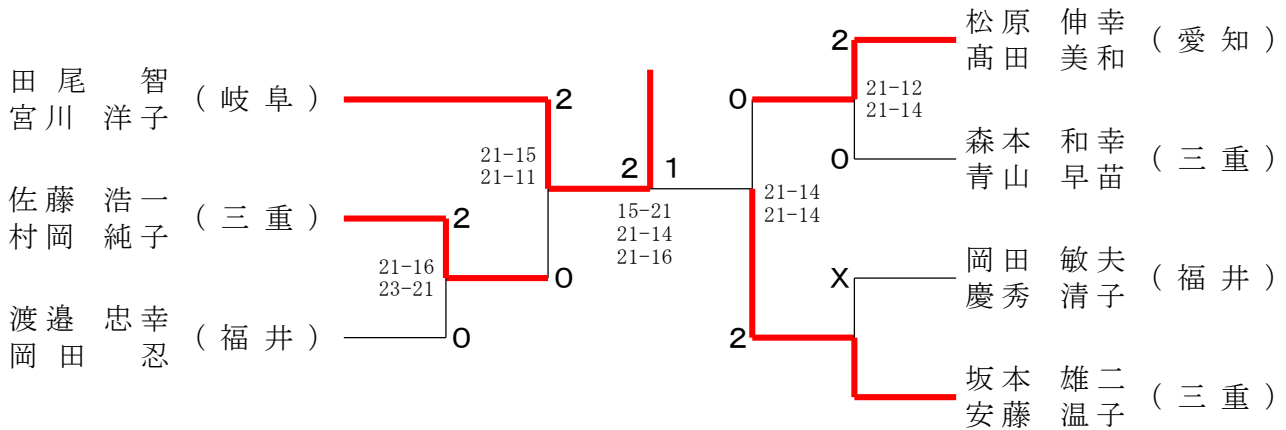 田尾 智
宮川 洋子
(岐阜)
2
21-15
21-11
佐藤 浩一
村岡 純子
(三重)
2
21-16
23-21
0
渡邉 忠幸
岡田 忍
(福井)
0
2 1
15-21
21-14
21-16
松原 伸幸
髙田 美和
(愛知)
2
21-12
21-14
0
森本 和幸
青山 早苗
(三重)
0
21-14
21-14
岡田 敏夫
慶秀 清子
(福井)
X
2
坂本 雄二
安藤 温子
(三重)